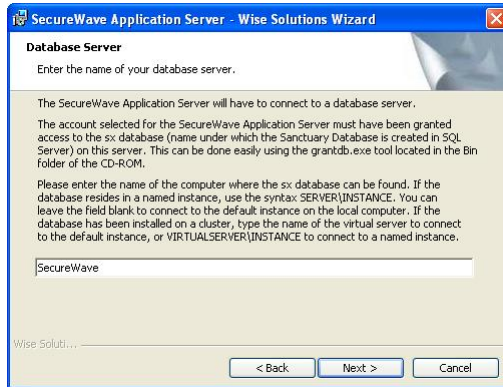 SecureWave Application Server - Wise Solutions Wizard
Database Server
Enter the name of your database server.
The SecureWave Application Server will have to connect to a database server.
The account selected for the SecureWave Application Server must have been granted
access to the sx database (name under which the Sanctuary Database is created in SQL
Server) on this server. This can be done easily using the grantdb.exe tool located in the Bin
folder of the CD-ROM.
Please enter the name of the computer where the sx database can be found. If the
database resides in a named instance, use the syntax SERVER\INSTANCE. You can
leave the field blank to connect to the default instance on the local computer. If the
database has been installed on a cluster, type the name of the virtual server to connect
to the default instance, or VIRTUALSERVER\INSTANCE to connect to a named instance.
SecureWave
Wise Soluti...
< Back
Next >
Cancel